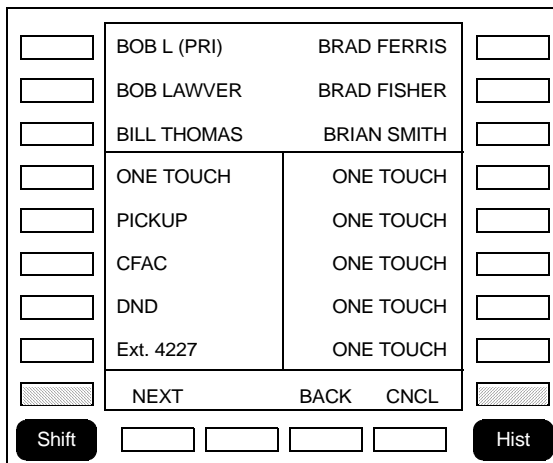 BOB L (PRI) BRAD FERRIS
BOB LAWVER BRAD FISHER
BILL THOMAS BRIAN SMITH
ONE TOUCH ONE TOUCH
PICKUP ONE TOUCH
CFAC ONE TOUCH
DND ONE TOUCH
Ext. 4227 ONE TOUCH
NEXT BACK CNCL
Shift Hist